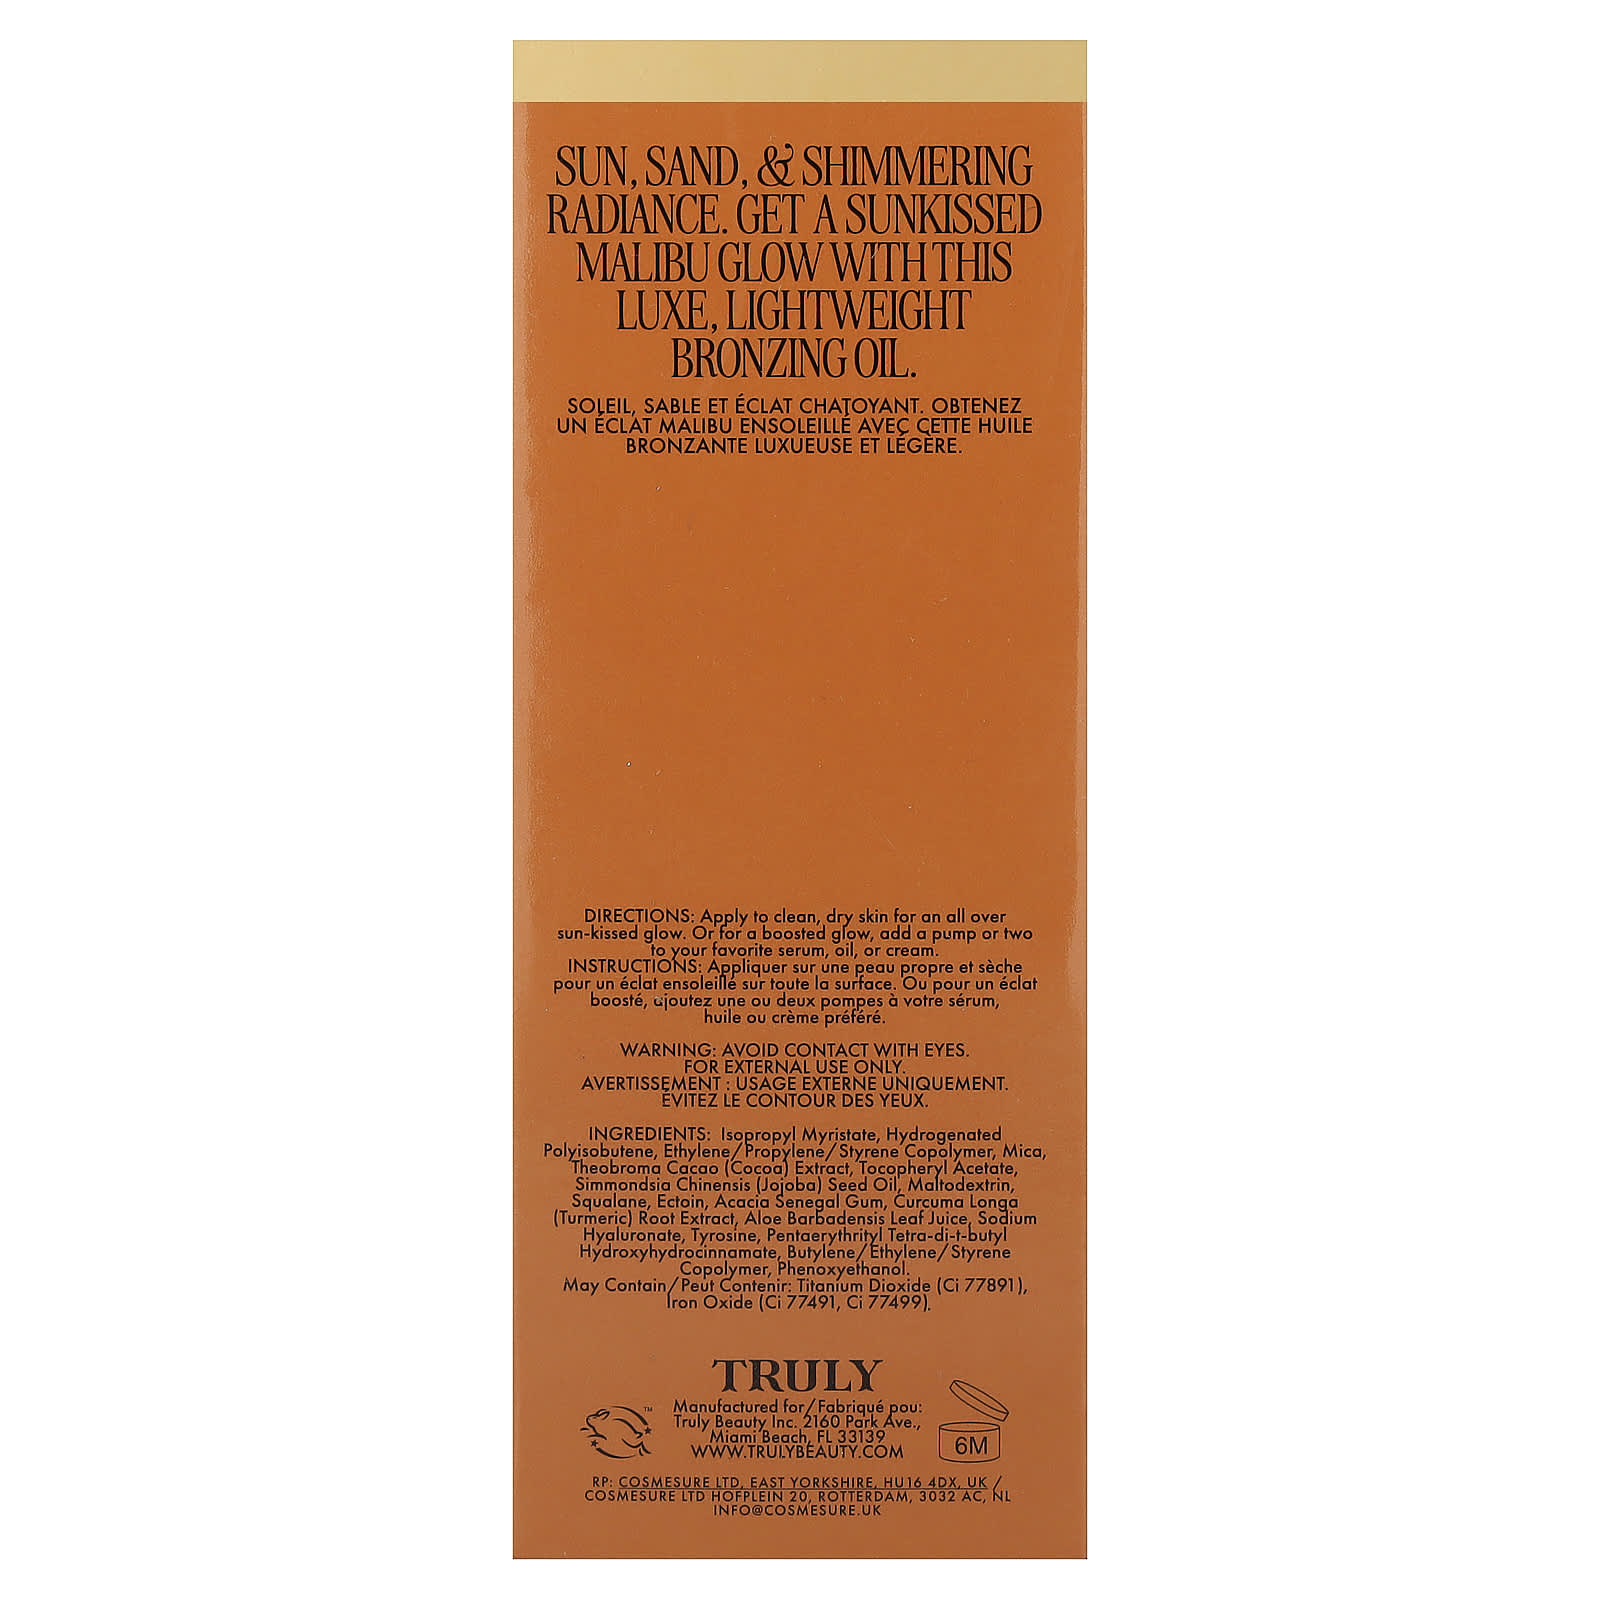 SUN, SAND, & SHIMMERING
RADIANCE. GET A SUNKISSED
MALIBU GLOW WITH THIS
LUXE, LIGHTWEIGHT
BRONZING OIL.
SOLEIL, SABLE ET ÉCLAT CHATOYANT. OBTENEZ
UN ÉCLAT MALIBU ENSOLEILLÉ AVEC CETTE HUILE
BRONZANTE LUXUEUSE ET LÉGÈRE.
DIRECTIONS: Apply to clean, dry skin for an all over
sun-kissed glow. Or for a boosted glow, add a pump or two
to your favorite serum, oil, or cream.
INSTRUCTIONS: Appliquer sur une peau propre et sèche
pour un éclat ensoleillé sur toute la surface. Ou pour un éclat
boosté, ajoutez une ou deux pompes à votre sérum,
huile ou crème préféré.
WARNING: AVOID CONTACT WITH EYES.
FOR EXTERNAL USE ONLY.
AVERTISSEMENT : USAGE EXTERNE UNIQUEMENT.
ÉVITEZ LE CONTOUR DES YEUX.
INGREDIENTS: Isopropyl Myristate, Hydrogenated
Polyisobutene, Ethylene/Propylene/Styrene Copolymer, Mica,
Theobroma Cacao (Cocoa) Extract, Tocopheryl Acetate,
Simmondsia Chinensis (Jojoba) Seed Oil, Maltodextrin,
Squalane, Ectoin, Acacia Senegal Gum, Curcuma Longa
(Turmeric) Root Extract, Aloe Barbadensis Leaf Juice, Sodium
Hyaluronate, Tyrosine, Pentaerythrityl Tetra-di-t-butyl
Hydroxyhydrocinnamate, Butylene/Ethylene/Styrene
Copolymer, Phenoxyethanol.
May Contain/Peut Contenir: Titanium Dioxide (Ci 77891),
Iron Oxide (Ci 77491, Ci 77499).
TRULY
Manufactured for/Fabriqué pou:
Truly Beauty Inc. 2160 Park Ave.,
Miami Beach, FL 33139
WWW.TRULYBEAUTY.COM
TM
6M
RP: COSMESURE LTD, EAST YORKSHIRE, HU16 4DX, UK /
COSMESURE LTD HOFPLEIN 20, ROTTERDAM, 3032 AC, NL
INFO@COSMESURE.UK